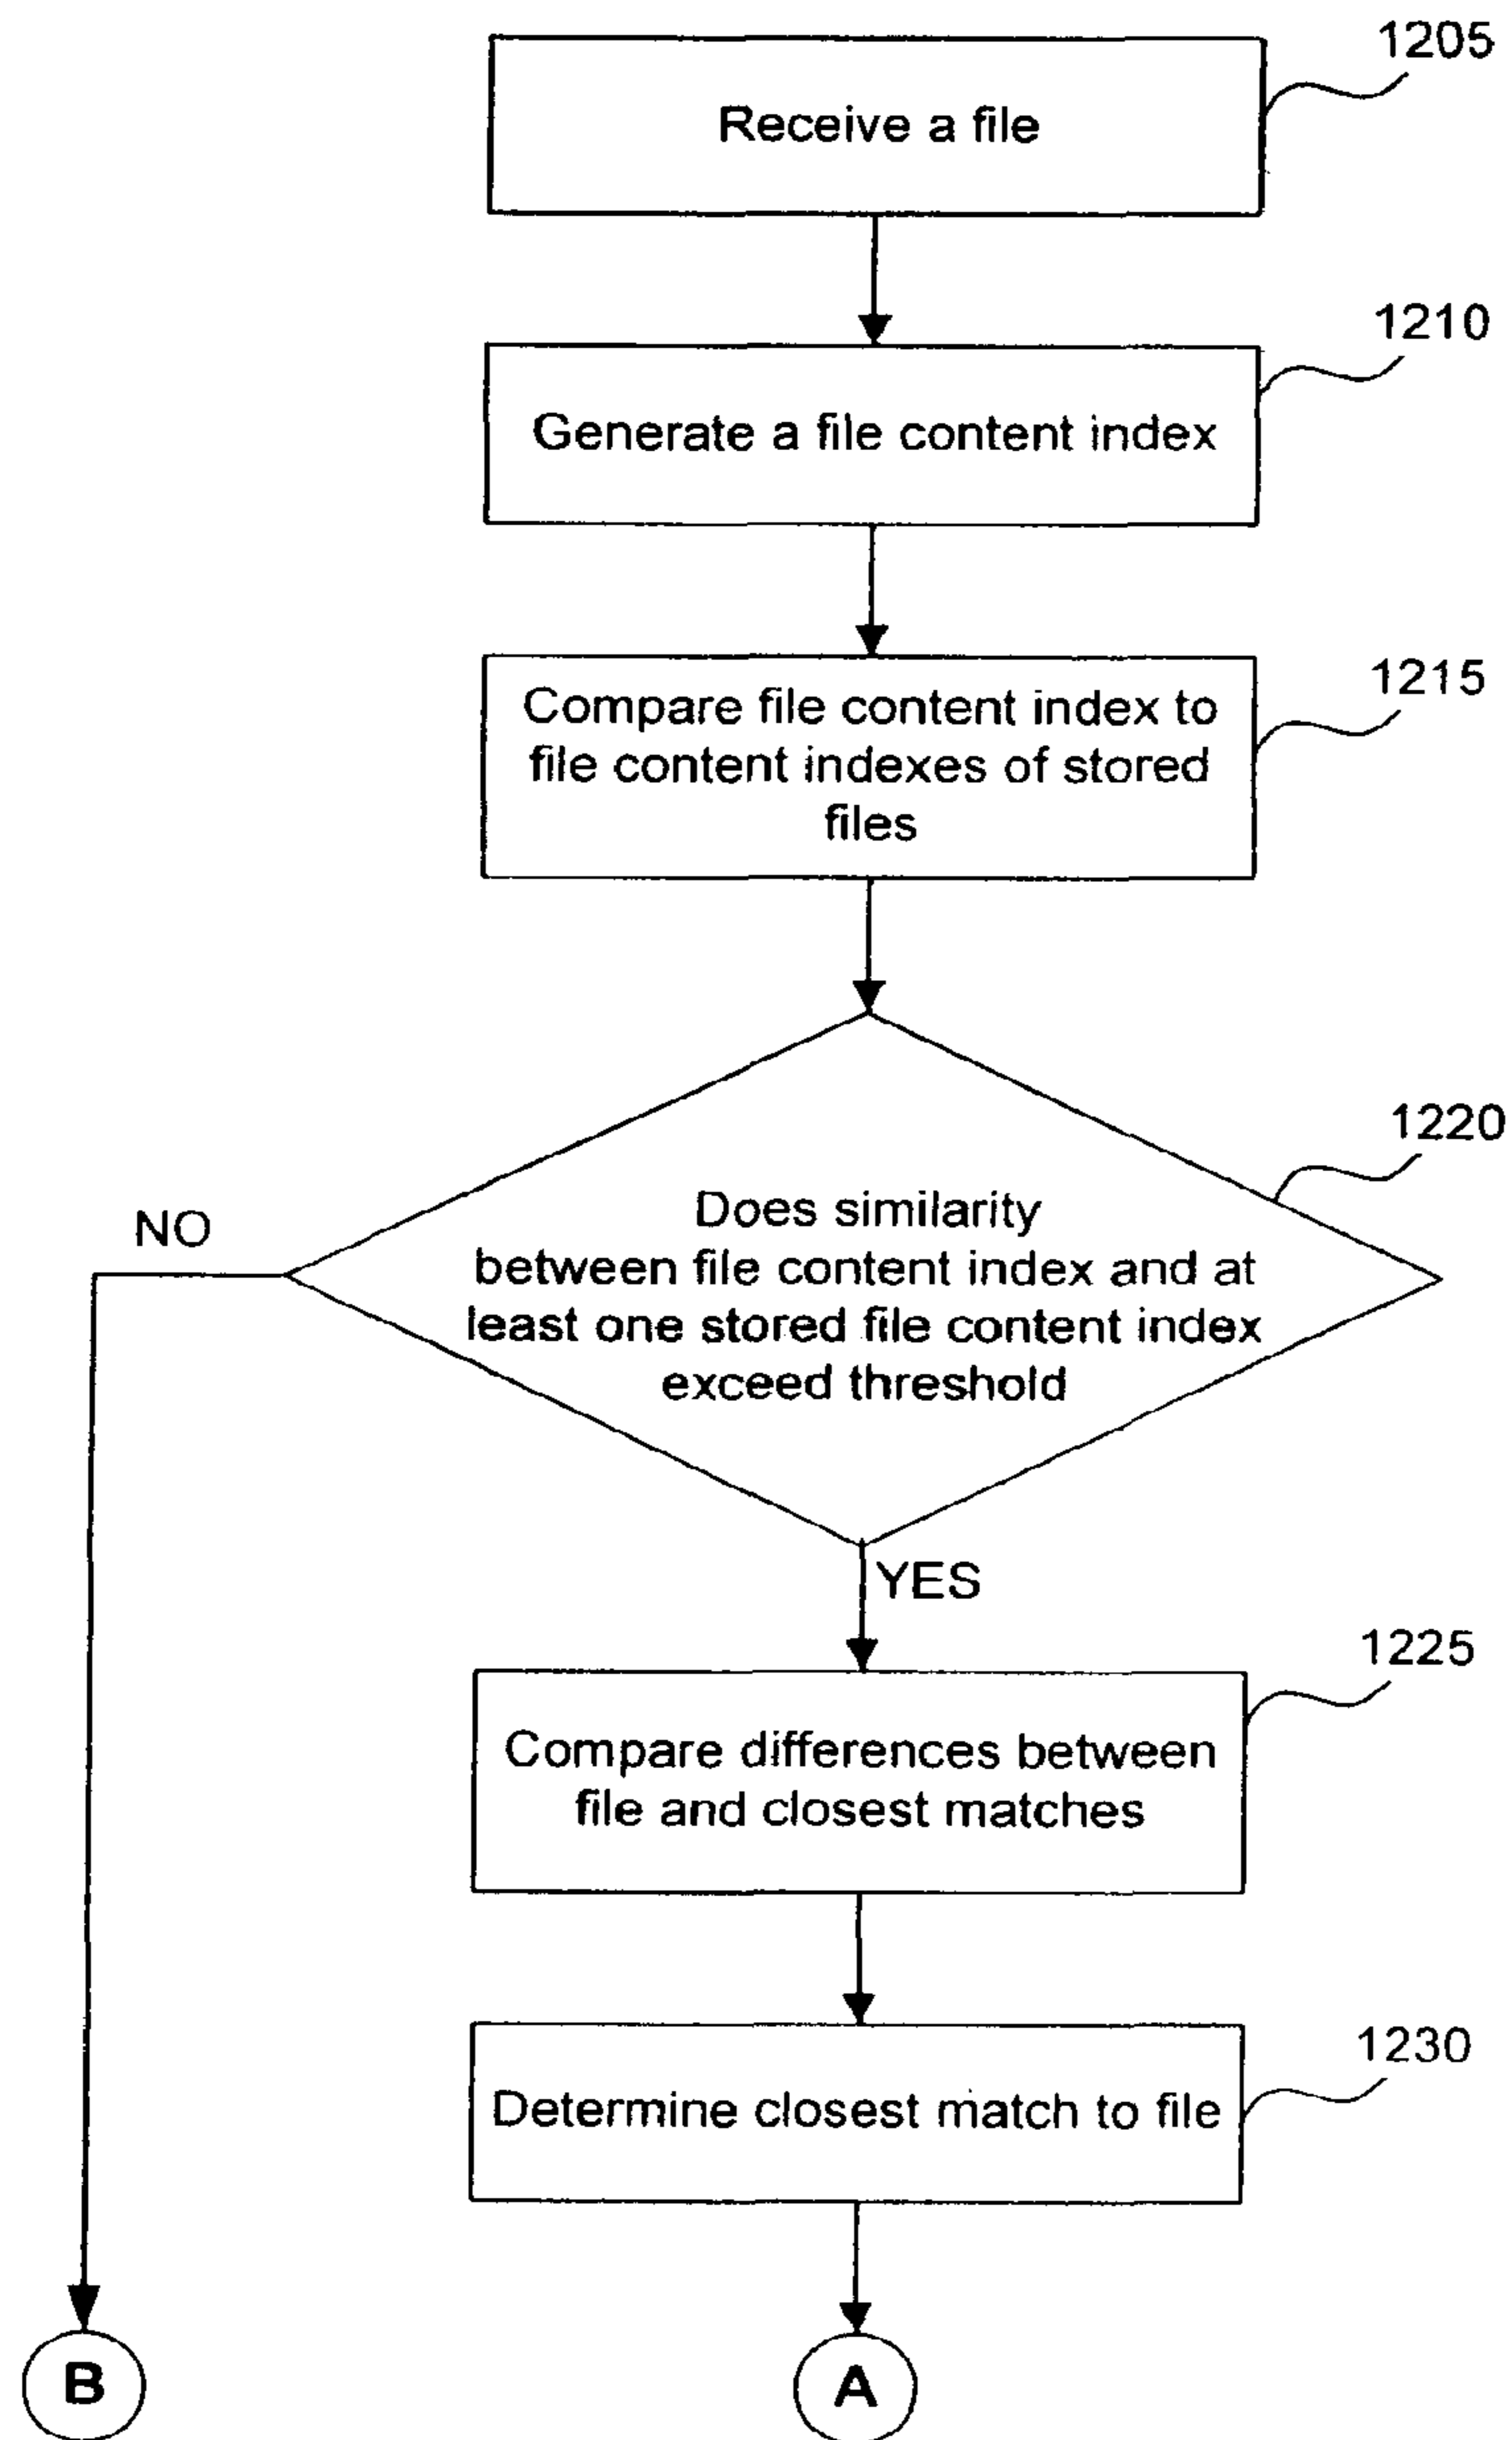 1205
Receive a file
1210
Generate a file content index
1215
Compare file content index to
file content indexes of stored
files
1220
NO
Does similarity
between file content index and at
least one stored file content index
exceed threshold
YES
1225
Compare differences between
file and closest matches
1230
Determine closest match to file
B
A